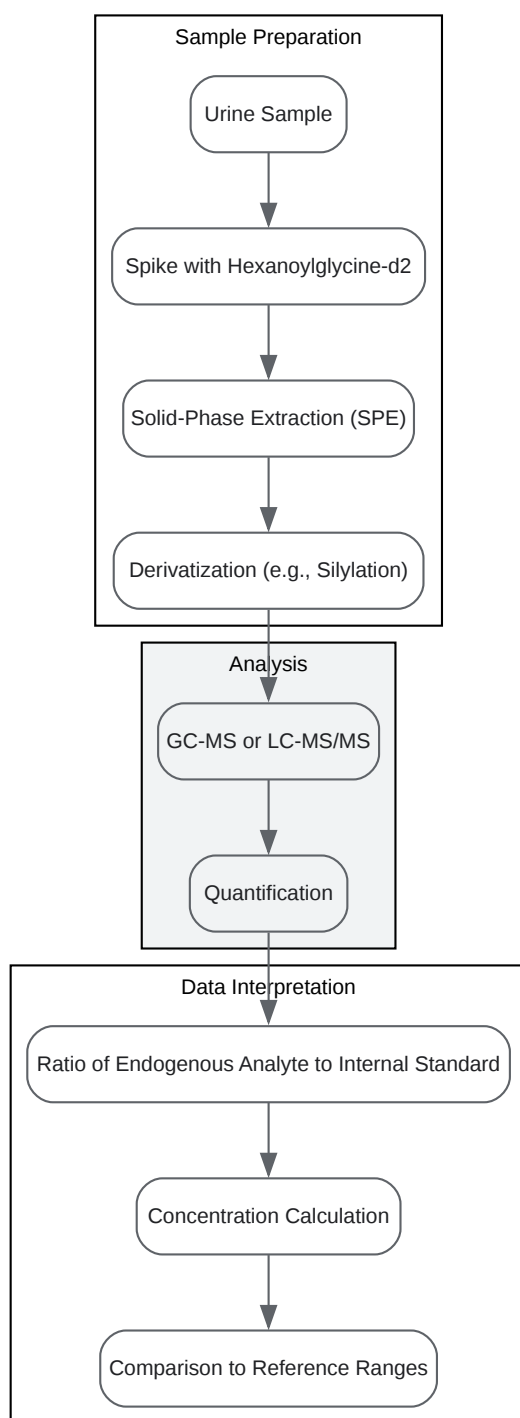 Sample Preparation
Urine Sample
Spike with Hexanoylglycine-d2
Solid-Phase Extraction (SPE)
Derivatization (e.g., Silylation)
Analysis
GC-MS or LC-MS/MS
Quantification
Data Interpretation
Ratio of Endogenous Analyte to Internal Standard
Concentration Calculation
Comparison to Reference Ranges